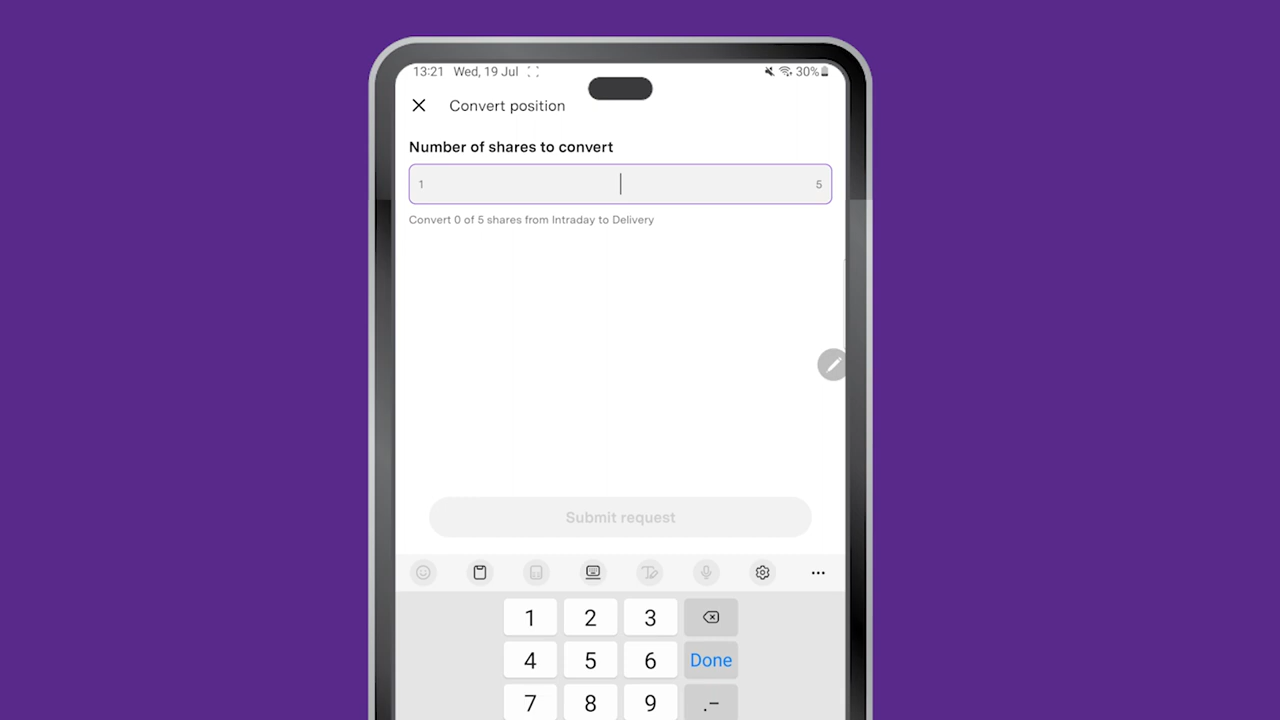 13:21 Wed, 19 Jul 30%
Convert position
Number of shares to convert
1 5
Convert 0 of 5 shares from Intraday to Delivery
Submit request
1 2 3
4 5 6 Done
7 8 9 .–